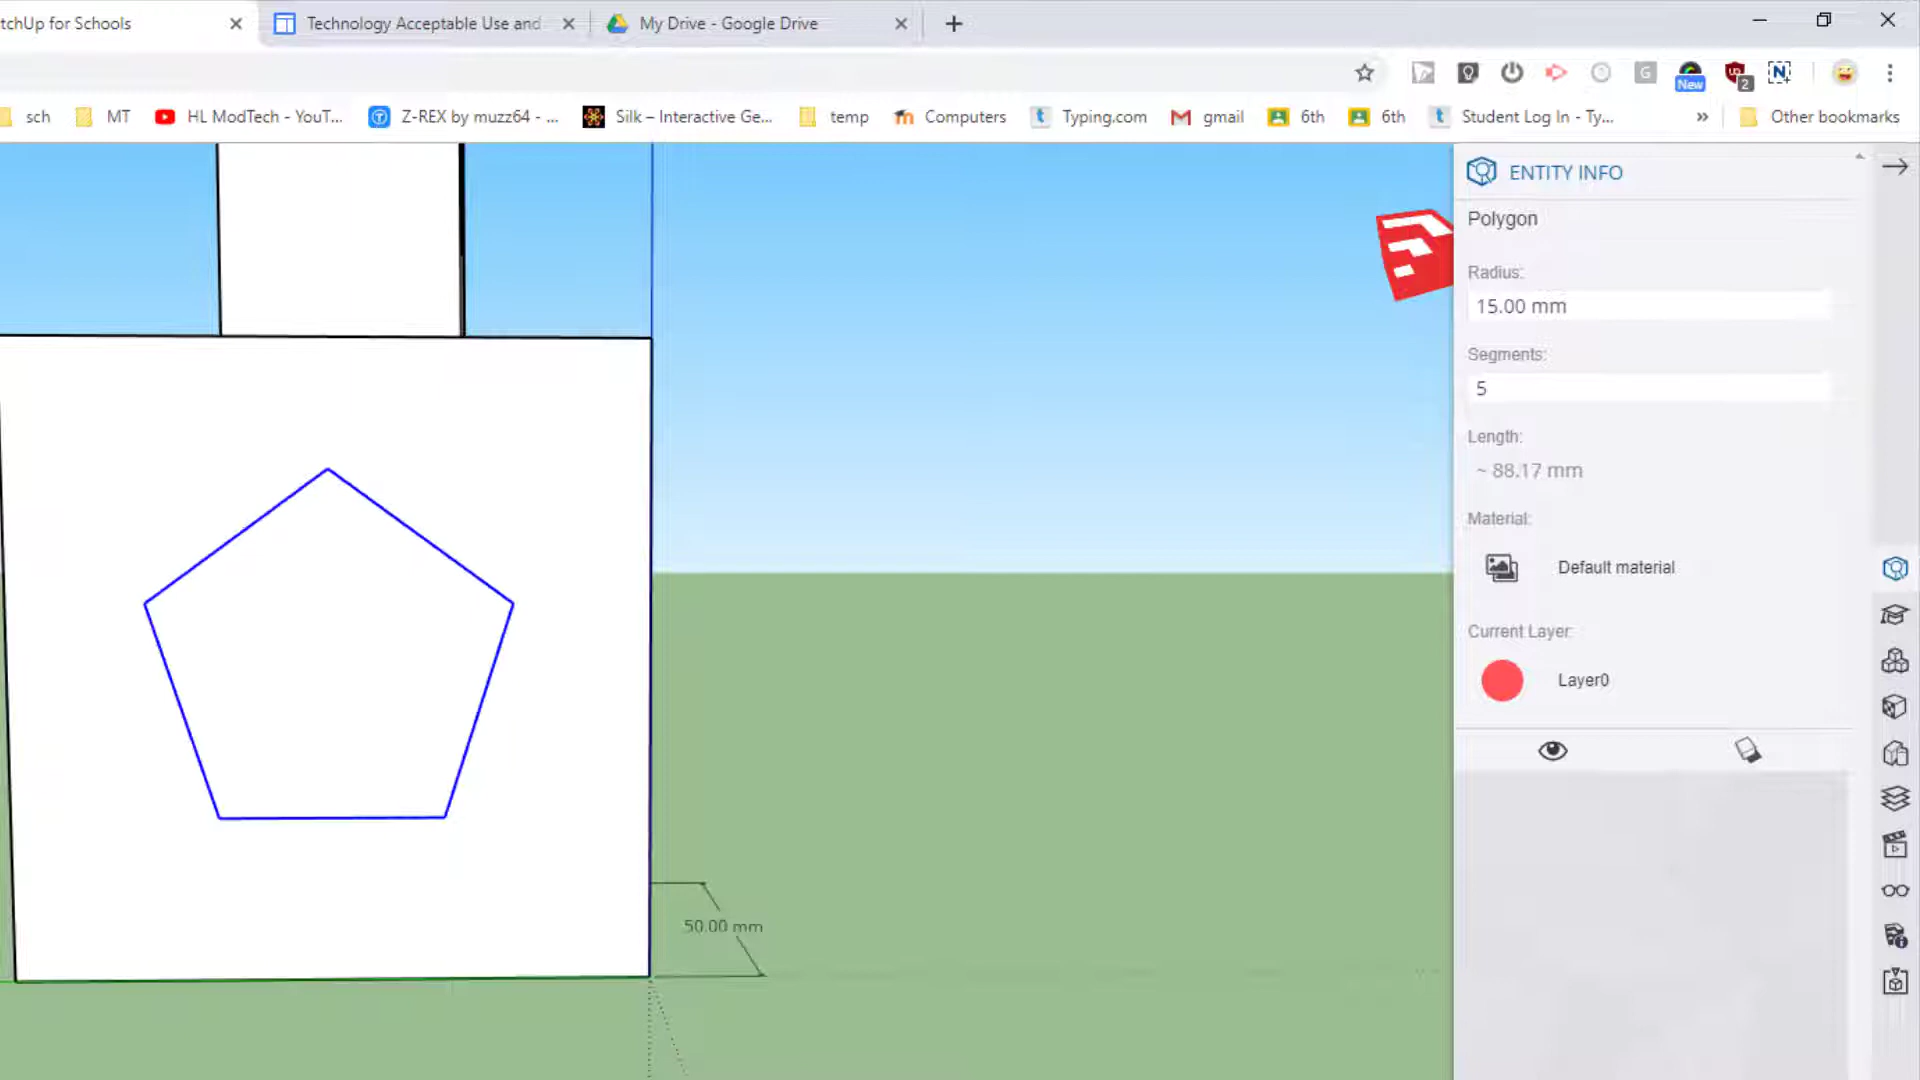 tchUp for Schools
Technology Acceptable Use and
My Drive - Google Drive
G
New
2
N
sch
MT
HL ModTech - YouT...
Z-REX by muzz64 - ...
Silk – Interactive Ge...
temp
Computers
Typing.com
gmail
6th
6th
Student Log In - Ty...
»
Other bookmarks
ENTITY INFO
Polygon
Radius:
15.00 mm
Segments:
5
Length:
~ 88.17 mm
Material:
Default material
Current Layer:
Layer0
50.00 mm